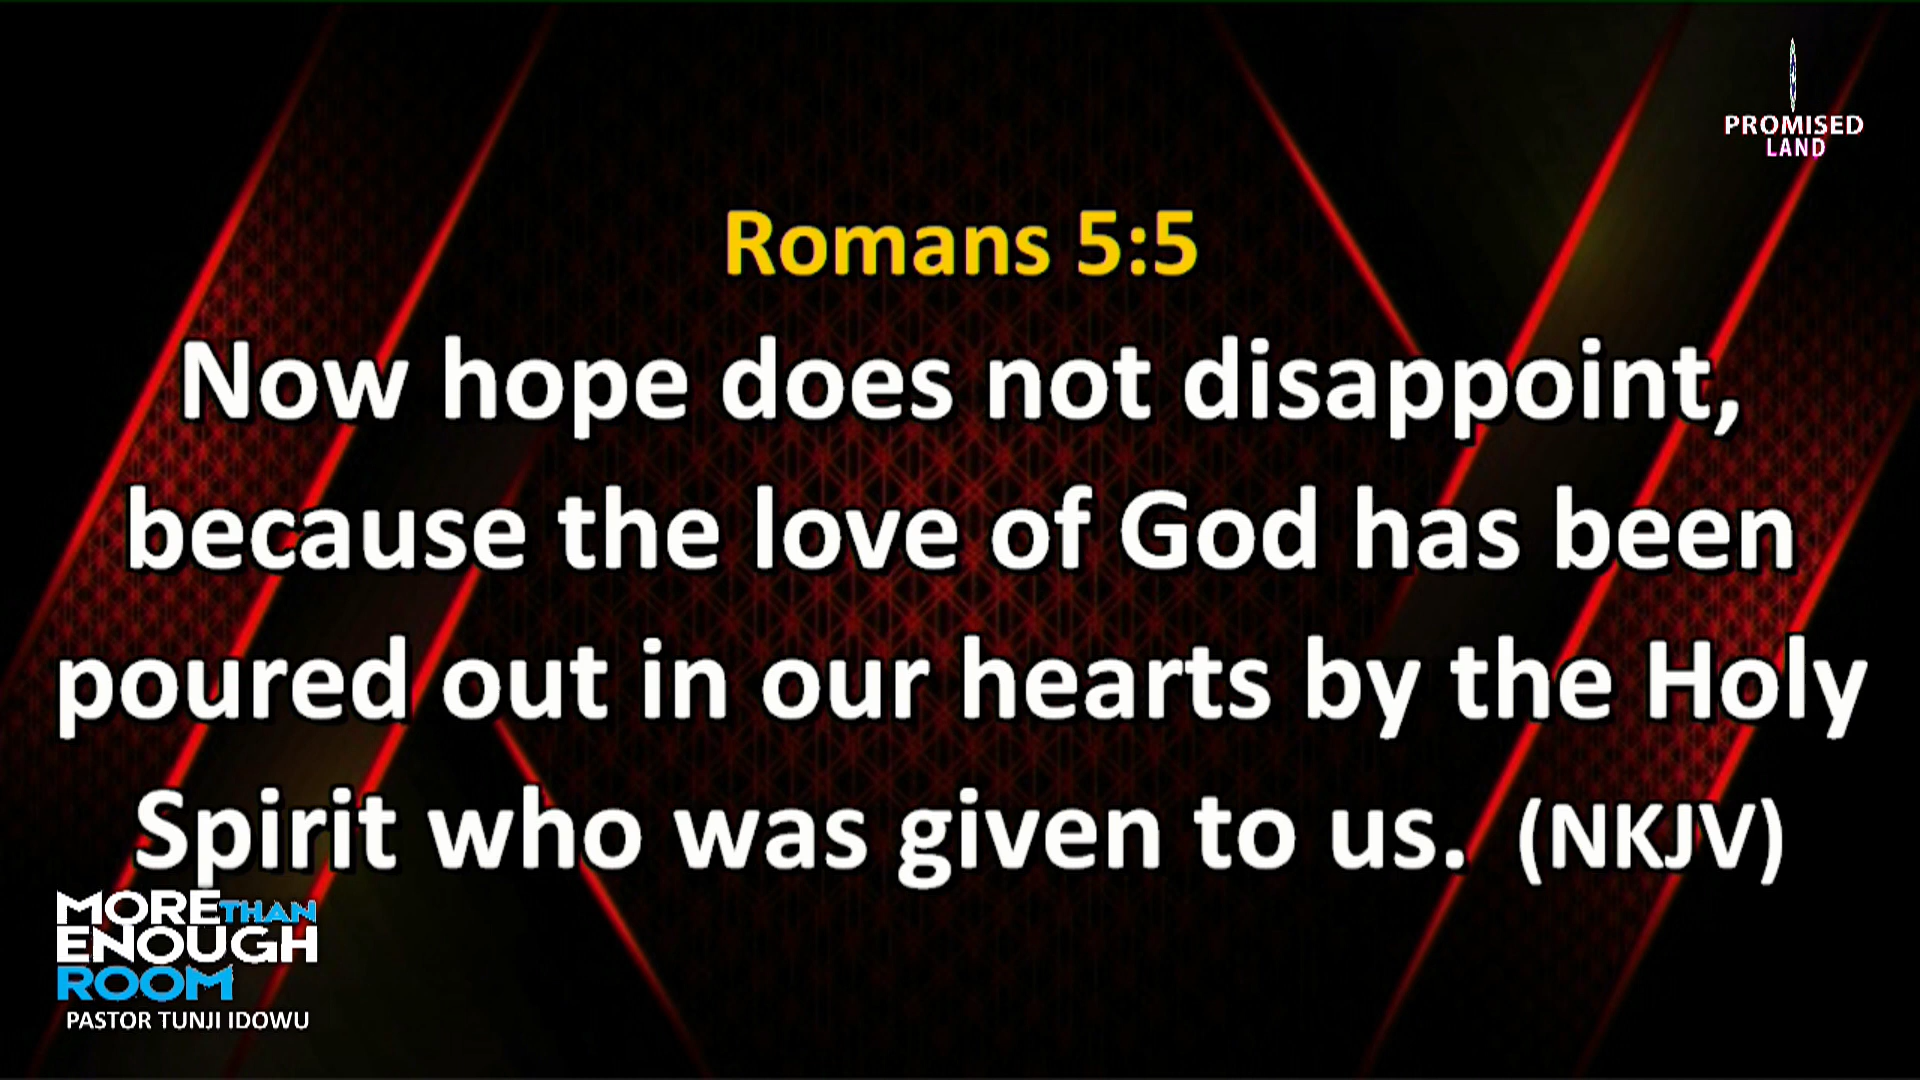 PROMISED
LAND
Romans 5:5
Now hope does not disappoint,
because the love of God has been
poured out in our hearts by the Holy
Spirit who was given to us. (NKJV)
MORE THAN
ENOUGH
ROOM
PASTOR TUNJI IDOWU